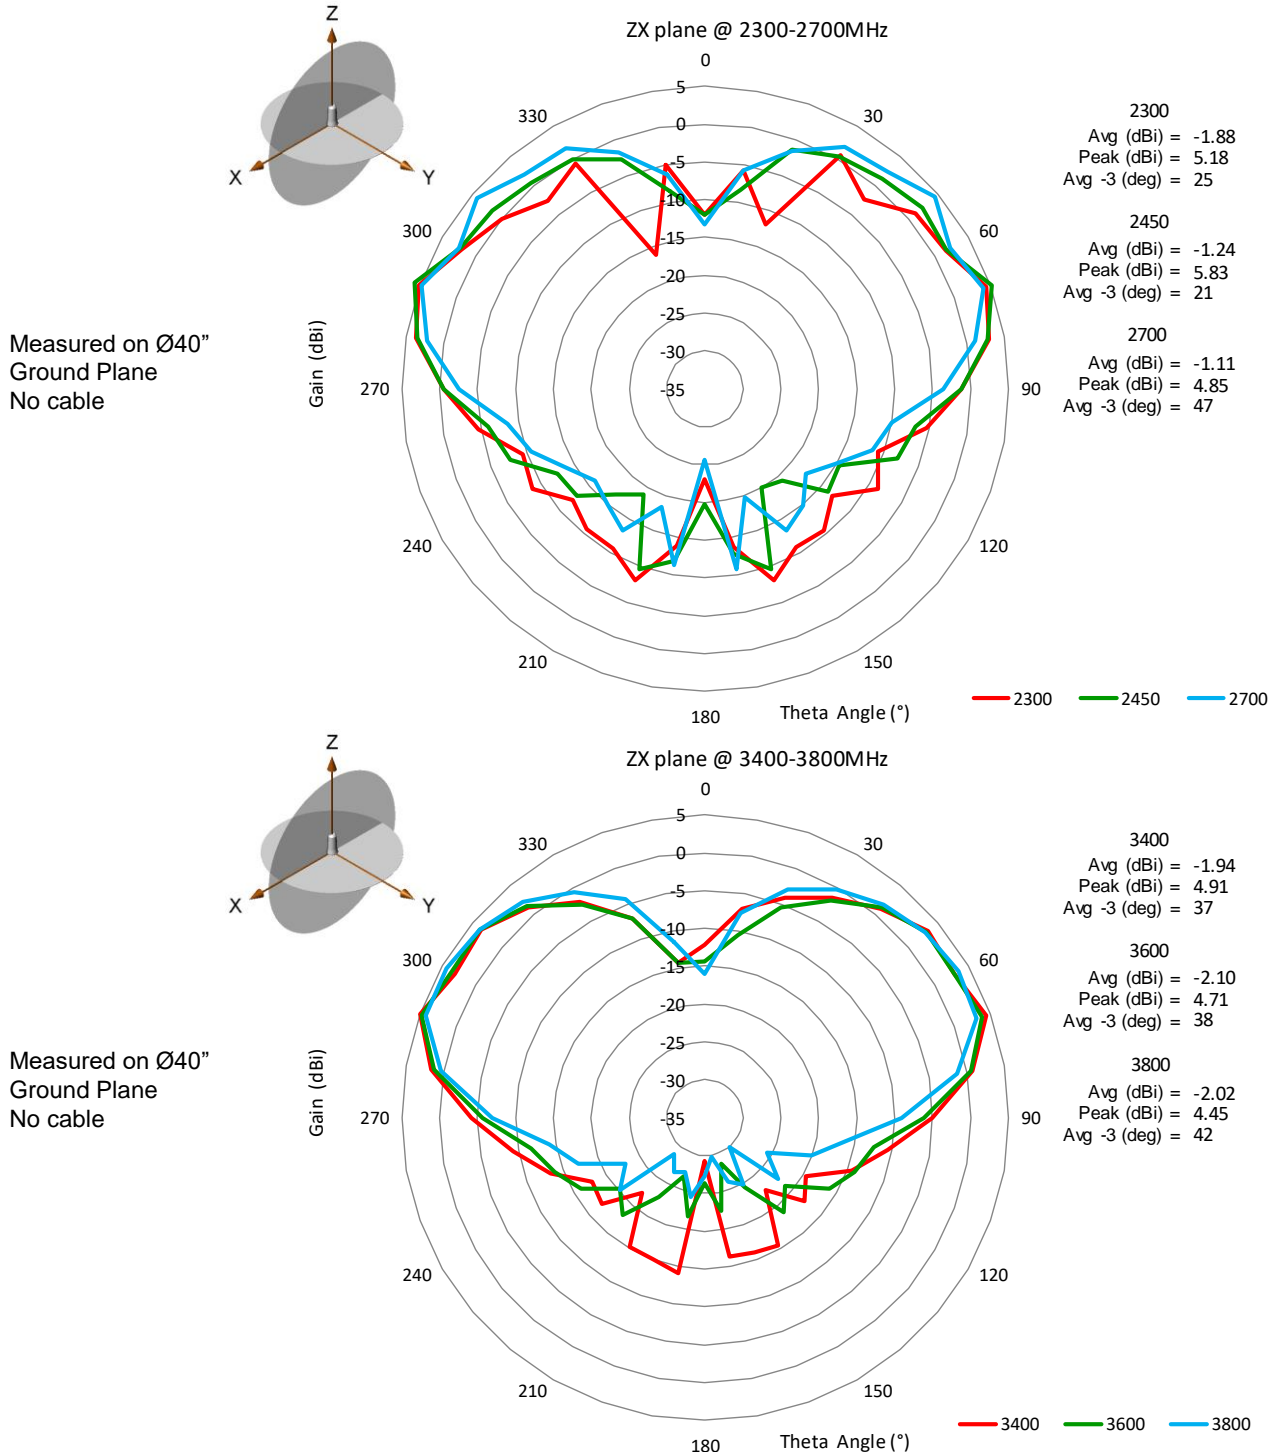 Z
X
Y
ZX plane @ 2300-2700MHz
0
30
60
90
120
150
180
210
240
270
300
330
5
0
-5
-10
-15
-20
-25
-30
-35
Gain (dBi)
Theta Angle (°)
Measured on Ø40”
Ground Plane
No cable
2300
Avg (dBi) = -1.88
Peak (dBi) = 5.18
Avg -3 (deg) = 25
2450
Avg (dBi) = -1.24
Peak (dBi) = 5.83
Avg -3 (deg) = 21
2700
Avg (dBi) = -1.11
Peak (dBi) = 4.85
Avg -3 (deg) = 47
2300 2450 2700
Z
X
Y
ZX plane @ 3400-3800MHz
0
30
60
90
120
150
180
210
240
270
300
330
5
0
-5
-10
-15
-20
-25
-30
-35
Gain (dBi)
Theta Angle (°)
Measured on Ø40”
Ground Plane
No cable
3400
Avg (dBi) = -1.94
Peak (dBi) = 4.91
Avg -3 (deg) = 37
3600
Avg (dBi) = -2.10
Peak (dBi) = 4.71
Avg -3 (deg) = 38
3800
Avg (dBi) = -2.02
Peak (dBi) = 4.45
Avg -3 (deg) = 42
3400 3600 3800